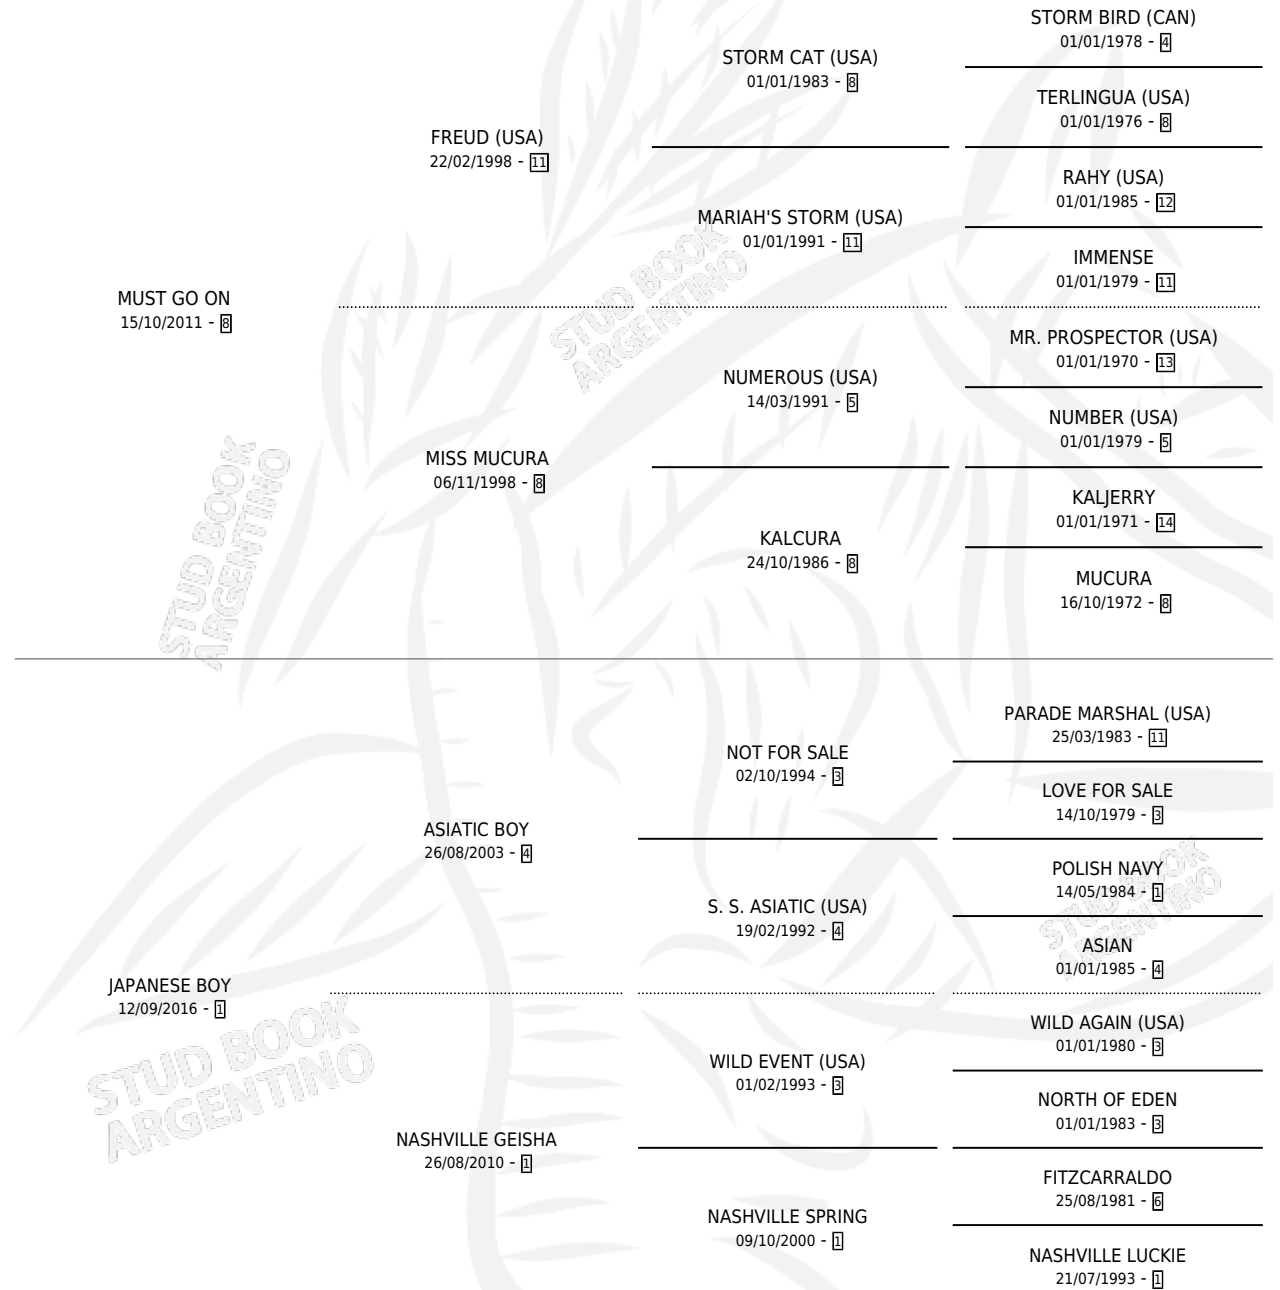 STORM BIRD (CAN)
01/01/1978 - 4
STORM CAT (USA)
01/01/1983 - 8
TERLINGUA (USA)
01/01/1976 - 8
FREUD (USA)
22/02/1998 - 11
RAHY (USA)
01/01/1985 - 12
MARIAH'S STORM (USA)
01/01/1991 - 11
IMMENSE
01/01/1979 - 11
MUST GO ON
15/10/2011 - 8
MR. PROSPECTOR (USA)
01/01/1970 - 13
NUMEROUS (USA)
14/03/1991 - 5
NUMBER (USA)
01/01/1979 - 5
MISS MUCURA
06/11/1998 - 8
KALJERRY
01/01/1971 - 14
KALCURA
24/10/1986 - 8
MUCURA
16/10/1972 - 8
PARADE MARSHAL (USA)
25/03/1983 - 11
NOT FOR SALE
02/10/1994 - 3
LOVE FOR SALE
14/10/1979 - 3
ASIATIC BOY
26/08/2003 - 4
POLISH NAVY
14/05/1984 - 1
S. S. ASIATIC (USA)
19/02/1992 - 4
ASIAN
01/01/1985 - 4
JAPANESE BOY
12/09/2016 - 1
WILD AGAIN (USA)
01/01/1980 - 3
WILD EVENT (USA)
01/02/1993 - 3
NORTH OF EDEN
01/01/1983 - 3
NASHVILLE GEISHA
26/08/2010 - 1
FITZCARRALDO
25/08/1981 - 6
NASHVILLE SPRING
09/10/2000 - 1
NASHVILLE LUCKIE
21/07/1993 - 1
STUD BOOK
ARGENTINO
STUD BOOK
ARGENTINO
STUD BOOK
ARGENTINO
STUD BOOK
ARGENTINO